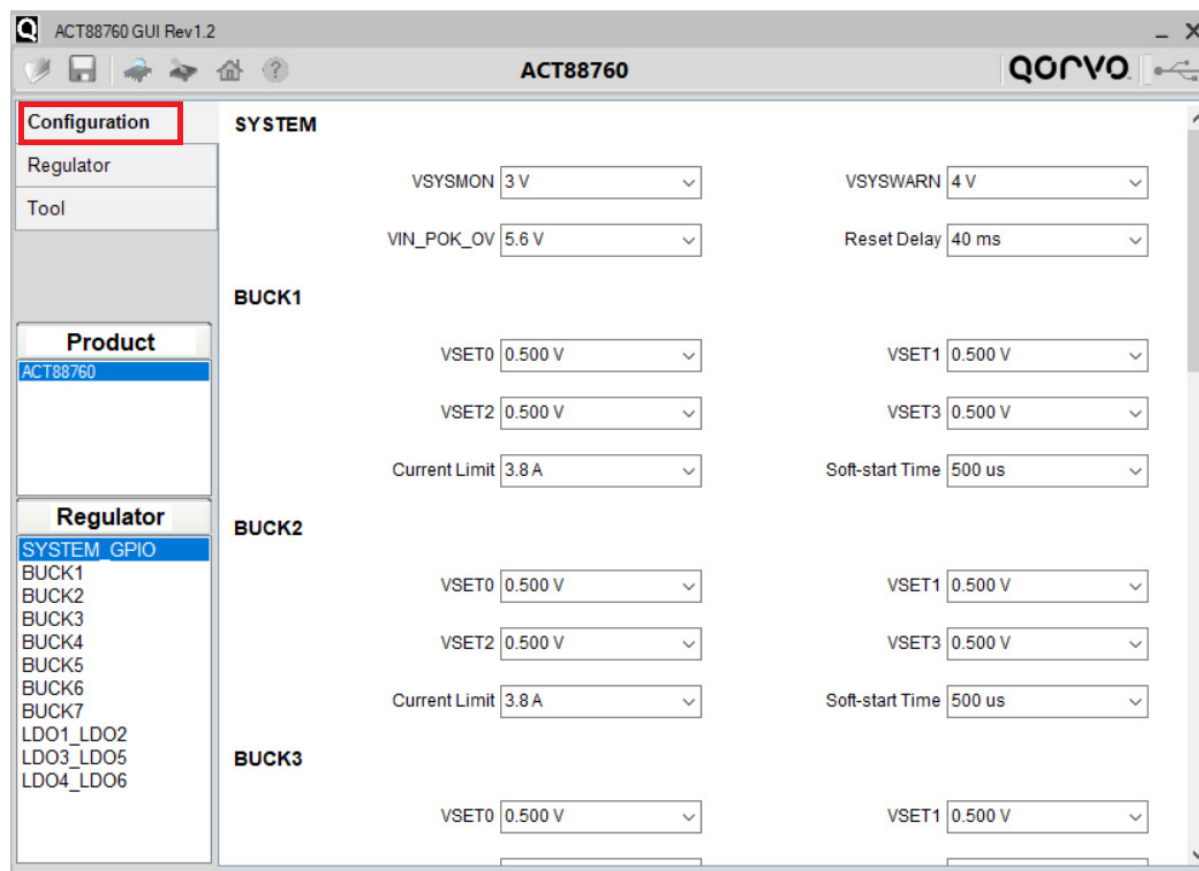 ACT88760 GUI Rev1.2
ACT88760
QORVO
Configuration
Regulator
Tool
Product
ACT88760
Regulator
SYSTEM_GPIO
BUCK1
BUCK2
BUCK3
BUCK4
BUCK5
BUCK6
BUCK7
LDO1_LDO2
LDO3_LDO5
LDO4_LDO6
SYSTEM
VSYSMON 3 V VSYSWARN 4 V
VIN_POK_OV 5.6 V Reset Delay 40 ms
BUCK1
VSET0 0.500 V VSET1 0.500 V
VSET2 0.500 V VSET3 0.500 V
Current Limit 3.8 A Soft-start Time 500 us
BUCK2
VSET0 0.500 V VSET1 0.500 V
VSET2 0.500 V VSET3 0.500 V
Current Limit 3.8 A Soft-start Time 500 us
BUCK3
VSET0 0.500 V VSET1 0.500 V